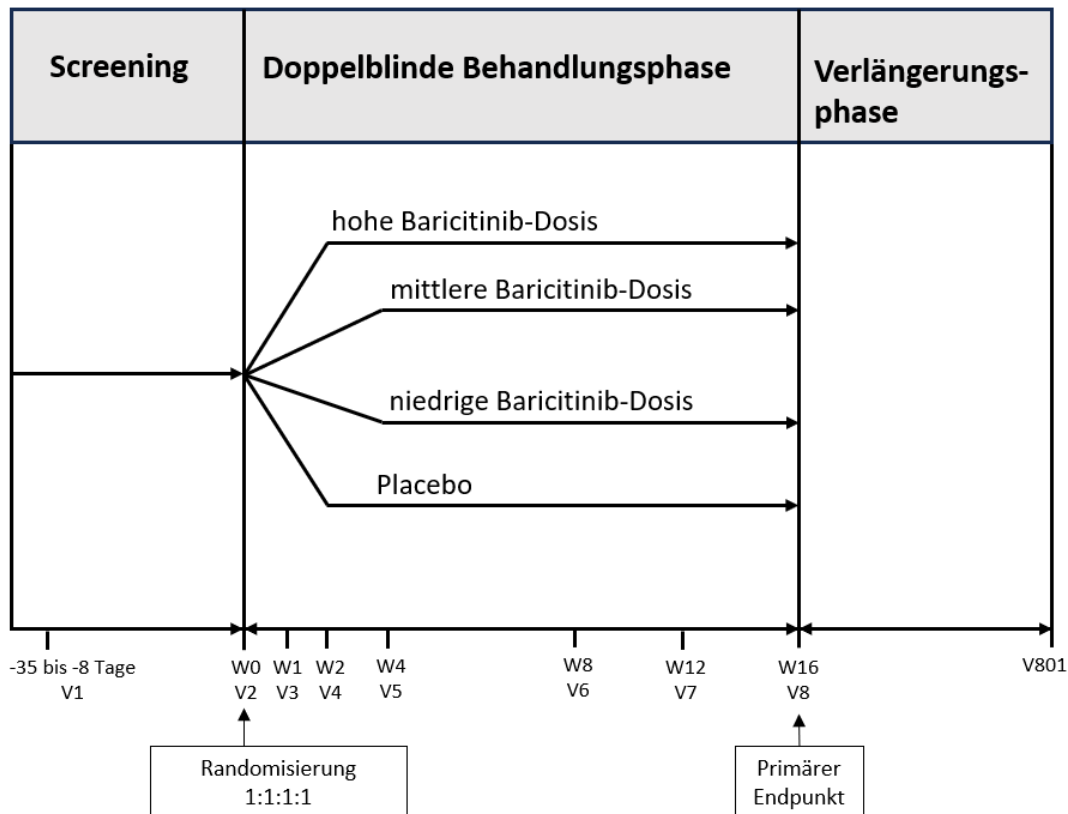 Screening
Doppelblinde Behandlungsphase
Verlängerungs-
phase
hohe Baricitinib-Dosis
mittlere Baricitinib-Dosis
niedrige Baricitinib-Dosis
Placebo
-35 bis -8 Tage
V1
W0
V2
W1
V3
W2
V4
W4
V5
W8
V6
W12
V7
W16
V8
V801
Randomisierung
1:1:1:1
Primärer
Endpunkt